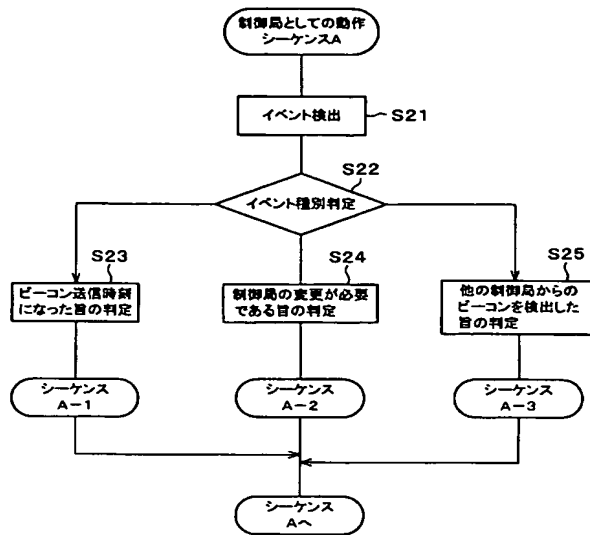 制御局としての動作
シーケンスA
イベント検出
S21
S22
イベント種別判定
S23
ビーコン送信時刻
になった旨の判定
S24
制御局の変更が必要
である旨の判定
S25
他の制御局からの
ビーコンを検出した
旨の判定
シーケンス
A-1
シーケンス
A-2
シーケンス
A-3
シーケンス
Aへ